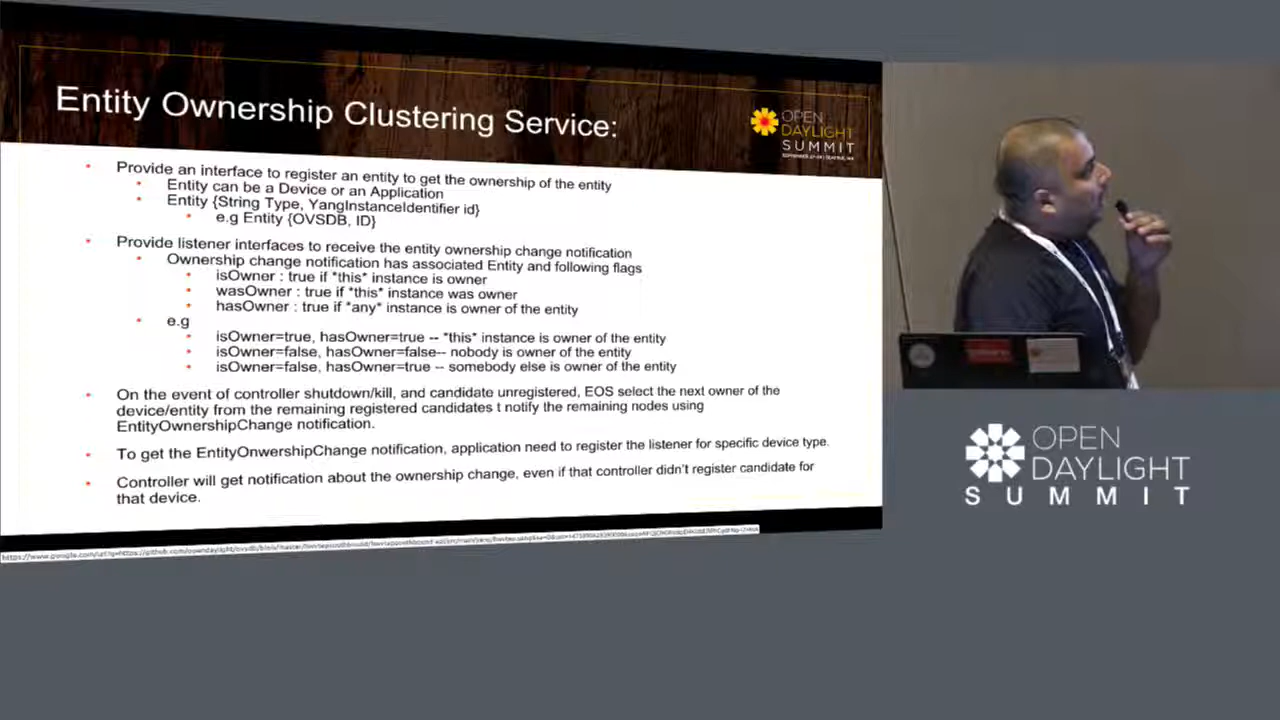 Entity Ownership Clustering Service:
OPEN
DAYLIGHT
SUMMIT
Provide an interface to register an entity to get the ownership of the entity
Entity can be a Device or an Application
Entity {String Type, YangInstanceIdentifier id}
e.g Entity {OVSDB, ID}
Provide listener interfaces to receive the entity ownership change notification
Ownership change notification has associated Entity and following flags
isOwner : true if *this* instance is owner
wasOwner : true if *this* instance was owner
hasOwner : true if *any* instance is owner of the entity
e.g
isOwner=true, hasOwner=true -- *this* instance is owner of the entity
isOwner=false, hasOwner=false-- nobody is owner of the entity
isOwner=false, hasOwner=true -- somebody else is owner of the entity
On the event of controller shutdown/kill, and candidate unregistered, EOS select the next owner of the
device/entity from the remaining registered candidates t notify the remaining nodes using
EntityOwnershipChange notification.
To get the EntityOnwershipChange notification, application need to register the listener for specific device type.
Controller will get notification about the ownership change, even if that controller didn't register candidate for
that device.
OPEN
DAYLIGHT
SUMMIT